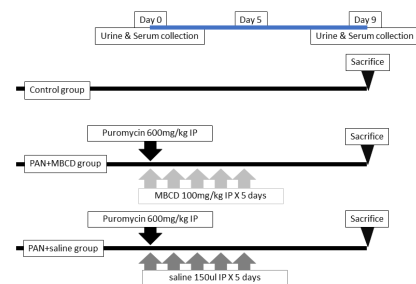 Day 0
Day 5
Day 9
Urine & Serum collection
Urine & Serum collection
Sacrifice
Control group
Puromycin 600mg/kg IP
Sacrifice
PAN+MBCD group
MBCD 100mg/kg IP X 5 days
Puromycin 600mg/kg IP
Sacrifice
PAN+saline group
saline 150ul IP X 5 days